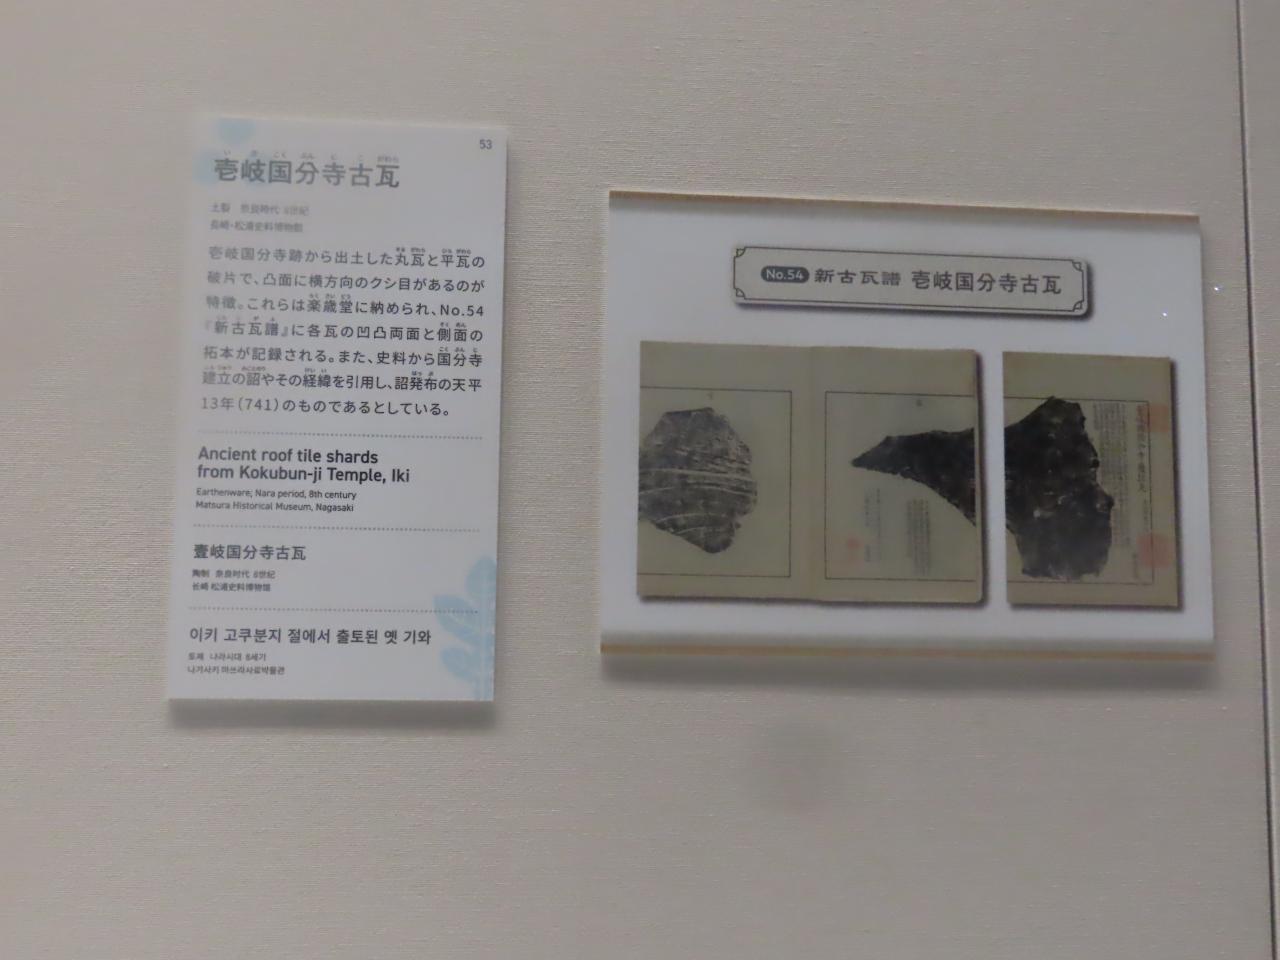 53
壱岐国分寺古瓦
土製 奈良時代 8世紀
長崎・松浦史料博物館
壱岐国分寺跡から出土した丸瓦と平瓦の
破片で、凸面に横方向のクシ目があるのが
特徴。これらは楽歳堂に納められ、No.54
『新古瓦譜』に各瓦の凹凸両面と側面の
拓本が記録される。また、史料から国分寺
建立の詔やその経緯を引用し、詔発布の天平
13年(741)のものであるとしている。
Ancient roof tile shards
from Kokubun-ji Temple, Iki
Earthenware; Nara period, 8th century
Matsura Historical Museum, Nagasaki
壹岐国分寺古瓦
陶制 奈良时代 8世纪
长崎 松浦史料博物馆
이키 고쿠분지 절에서 출토된 옛 기와
토제 나라시대 8세기
나가사키 마쓰라사료박물관
No.54 新古瓦譜 壱岐国分寺古瓦